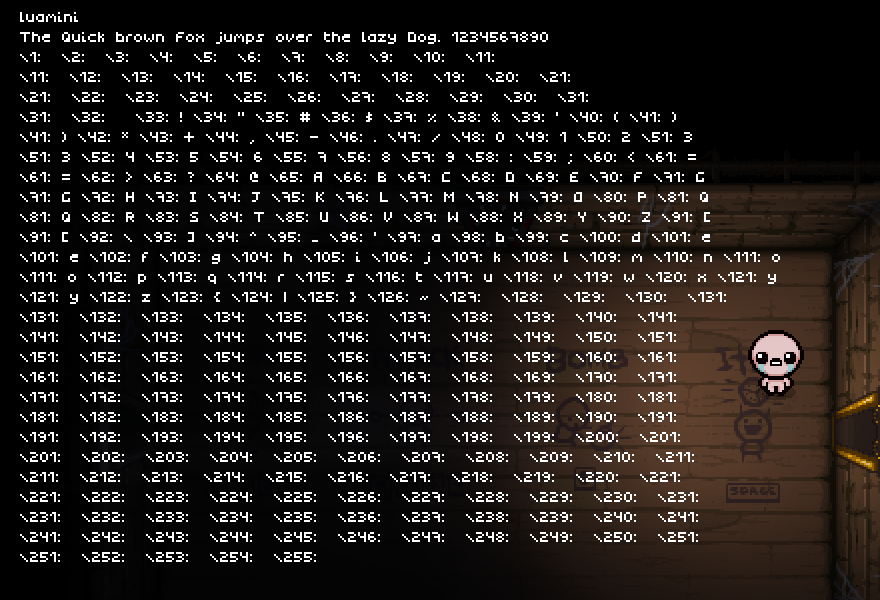 luamini
The Quick brown Fox jumps over the lazy Dog. 1234567890
\1: \2: \3: \4: \5: \6: \7: \8: \9: \10: \11:
\11: \12: \13: \14: \15: \16: \17: \18: \19: \20: \21:
\21: \22: \23: \24: \25: \26: \27: \28: \29: \30: \31:
\31: \32: \33: ! \34: " \35: # \36: $ \37: % \38: & \39: ' \40: ( \41: )
\41: ) \42: * \43: + \44: , \45: - \46: . \47: / \48: 0 \49: 1 \50: 2 \51: 3
\51: 3 \52: 4 \53: 5 \54: 6 \55: 7 \56: 8 \57: 9 \58: : \59: ; \60: < \61: =
\61: = \62: > \63: ? \64: @ \65: A \66: B \67: C \68: D \69: E \70: F \71: G
\71: G \72: H \73: I \74: J \75: K \76: L \77: M \78: N \79: O \80: P \81: Q
\81: Q \82: R \83: S \84: T \85: U \86: V \87: W \88: X \89: Y \90: Z \91: [
\91: [ \92: \ \93: ] \94: ^ \95: _ \96: ` \97: a \98: b \99: c \100: d \101: e
\101: e \102: f \103: g \104: h \105: i \106: j \107: k \108: l \109: m \110: n \111: o
\111: o \112: p \113: q \114: r \115: s \116: t \117: u \118: v \119: w \120: x \121: y
\121: y \122: z \123: { \124: | \125: } \126: ~ \127: \128: \129: \130: \131:
\131: \132: \133: \134: \135: \136: \137: \138: \139: \140: \141:
\141: \142: \143: \144: \145: \146: \147: \148: \149: \150: \151:
\151: \152: \153: \154: \155: \156: \157: \158: \159: \160: \161:
\161: \162: \163: \164: \165: \166: \167: \168: \169: \170: \171:
\171: \172: \173: \174: \175: \176: \177: \178: \179: \180: \181:
\181: \182: \183: \184: \185: \186: \187: \188: \189: \190: \191:
\191: \192: \193: \194: \195: \196: \197: \198: \199: \200: \201:
\201: \202: \203: \204: \205: \206: \207: \208: \209: \210: \211:
\211: \212: \213: \214: \215: \216: \217: \218: \219: \220: \221:
\221: \222: \223: \224: \225: \226: \227: \228: \229: \230: \231:
SPACE
\231: \232: \233: \234: \235: \236: \237: \238: \239: \240: \241:
\241: \242: \243: \244: \245: \246: \247: \248: \249: \250: \251:
\251: \252: \253: \254: \255: